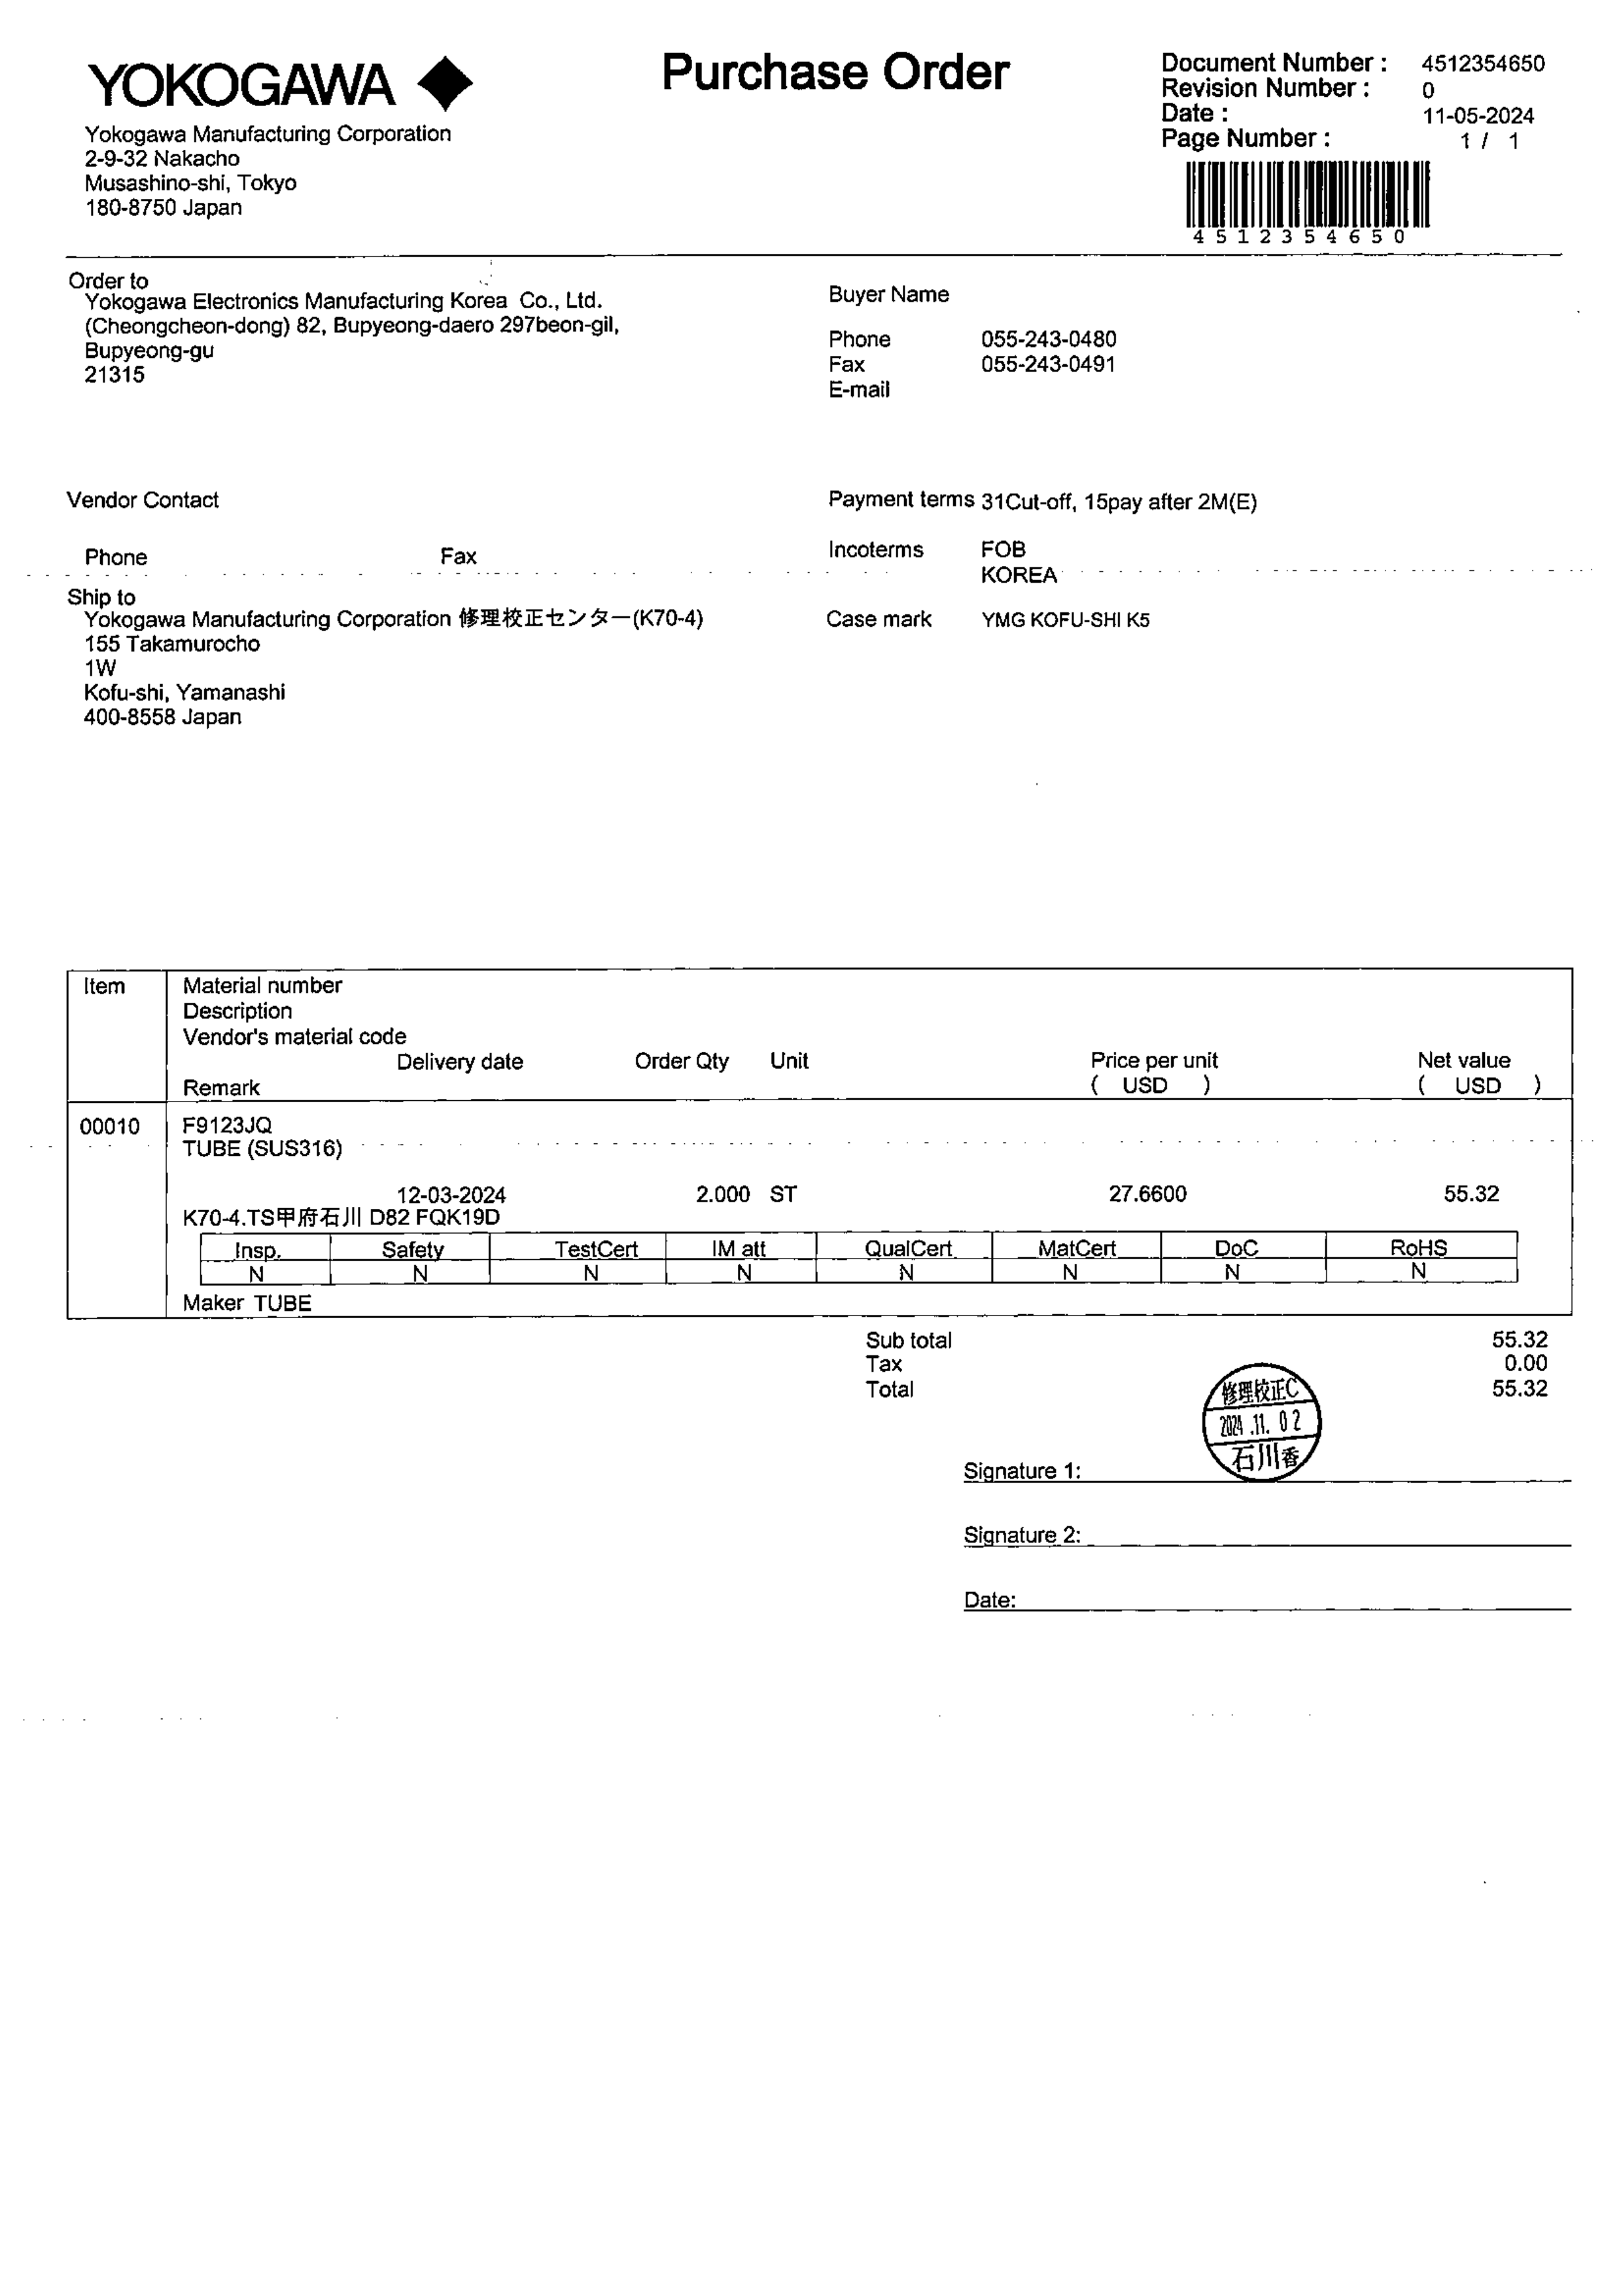 YOKOGAWA
Purchase Order
Document Number : 4512354650
Revision Number : 0
Date : 11-05-2024
Page Number : 1 / 1
4512354650
Yokogawa Manufacturing Corporation
2-9-32 Nakacho
Musashino-shi, Tokyo
180-8750 Japan
Order to
Yokogawa Electronics Manufacturing Korea Co., Ltd.
(Cheongcheon-dong) 82, Bupyeong-daero 297beon-gil,
Bupyeong-gu
21315
Buyer Name
Phone 055-243-0480
Fax 055-243-0491
E-mail
Vendor Contact
Phone Fax
Payment terms 31Cut-off, 15pay after 2M(E)
Incoterms FOB
KOREA
Ship to
Yokogawa Manufacturing Corporation 修理校正センター(K70-4)
155 Takamurocho
1W
Kofu-shi, Yamanashi
400-8558 Japan
Case mark YMG KOFU-SHI K5
Item Material number
Description
Vendor's material code
Delivery date Order Qty Unit Price per unit Net value
Remark ( USD ) ( USD )
00010 F9123JQ
TUBE (SUS316)
12-03-2024 2.000 ST 27.6600 55.32
K70-4.TS甲府石川 D82 FQK19D
Insp. Safety TestCert IM att QualCert MatCert DoC RoHS
N N N N N N N N
Maker TUBE
Sub total 55.32
Tax 0.00
Total 55.32
修理校正C
2024.11.02
石川香
Signature 1:
Signature 2:
Date: